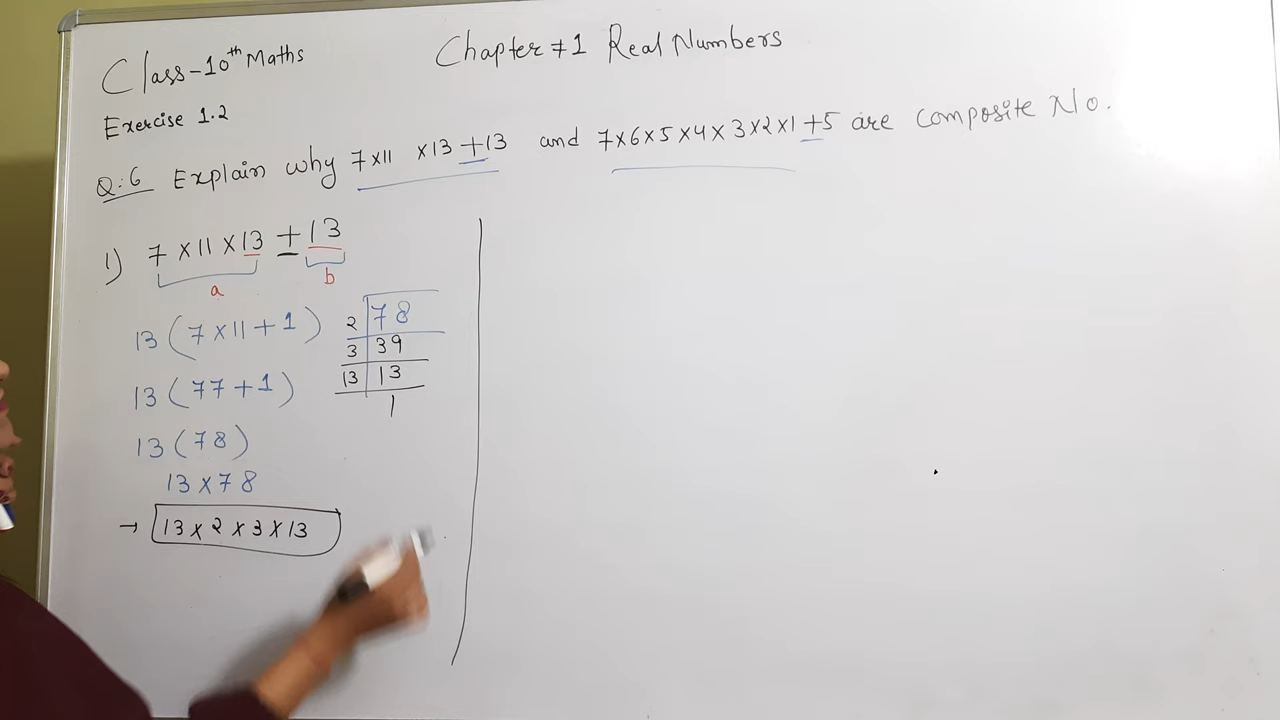 Class-10th Maths
Chapter # 1 Real Numbers
Exercise 1.2
Q:6 Explain why 7×11 ×13+13 and 7×6×5×4×3×2×1+5 are composite No.
1) 7×11×13+13
a b
13(7×11+1)
13(77+1)
13(78)
13×78
→ 13×2×3×13
2 78
3 39
13 13
1